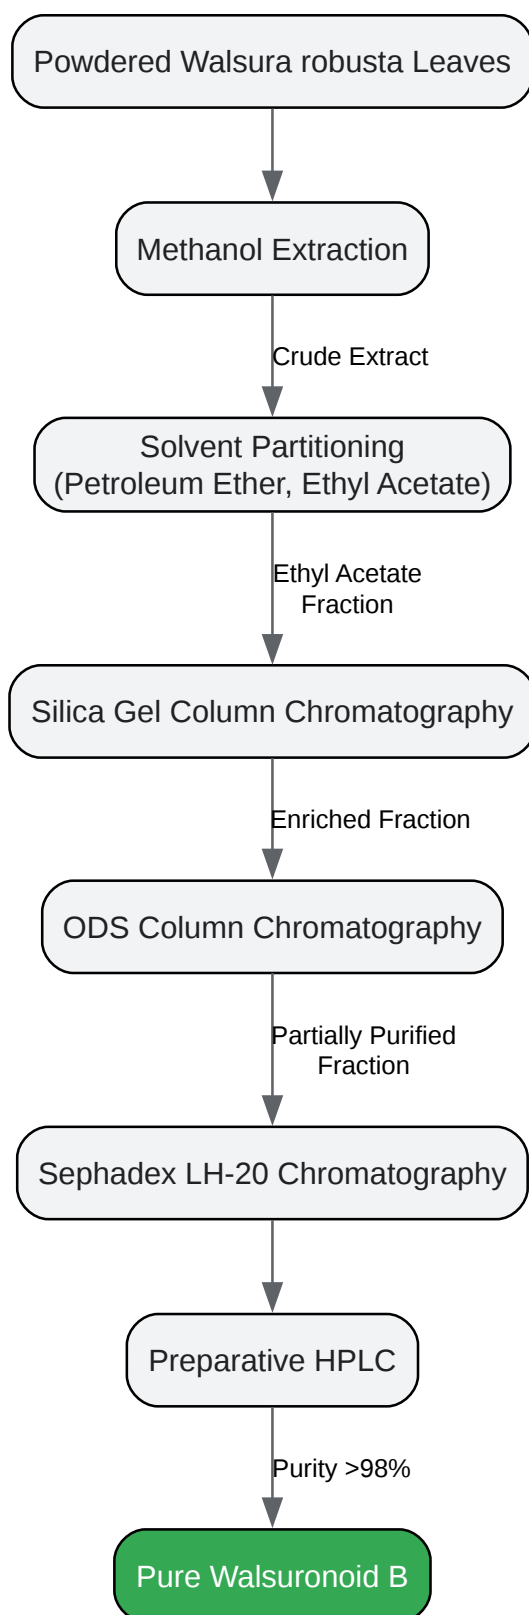 Powdered Walsura robusta Leaves
Methanol Extraction
Crude Extract
Solvent Partitioning
(Petroleum Ether, Ethyl Acetate)
Ethyl Acetate
Fraction
Silica Gel Column Chromatography
Enriched Fraction
ODS Column Chromatography
Partially Purified
Fraction
Sephadex LH-20 Chromatography
Preparative HPLC
Purity >98%
Pure Walsuronoid B